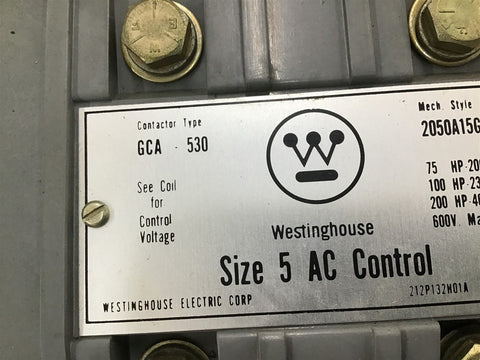 Contactor Type
GCA - 530
See Coil
for
Control
Voltage
W
Westinghouse
Size 5 AC Control
WESTINGHOUSE ELECTRIC CORP
Mech. Style
2050A15G
75 HP-20
100 HP-23
200 HP-4
600V. Ma
212P132H01A